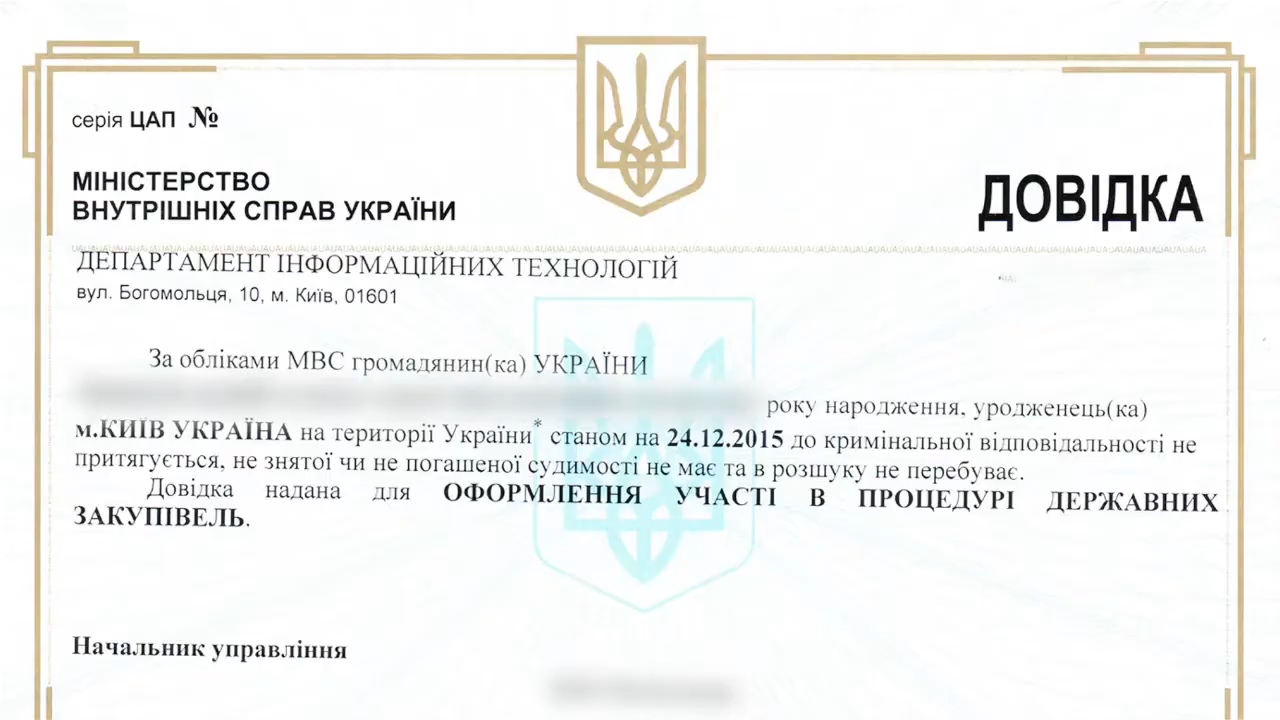 серія ЦАП №
МІНІСТЕРСТВО
ВНУТРІШНІХ СПРАВ УКРАЇНИ
ДОВІДКА
ДЕПАРТАМЕНТ ІНФОРМАЦІЙНИХ ТЕХНОЛОГІЙ
вул. Богомольця, 10, м. Київ, 01601
За обліками МВС громадянин(ка) УКРАЇНИ
року народження, уродженець(ка)
м.КИЇВ УКРАЇНА на території України* станом на 24.12.2015 до кримінальної відповідальності не
притягується, не знятої чи не погашеної судимості не має та в розшуку не перебуває.
Довідка надана для ОФОРМЛЕННЯ УЧАСТІ В ПРОЦЕДУРІ ДЕРЖАВНИХ
ЗАКУПІВЕЛЬ.
Начальник управління